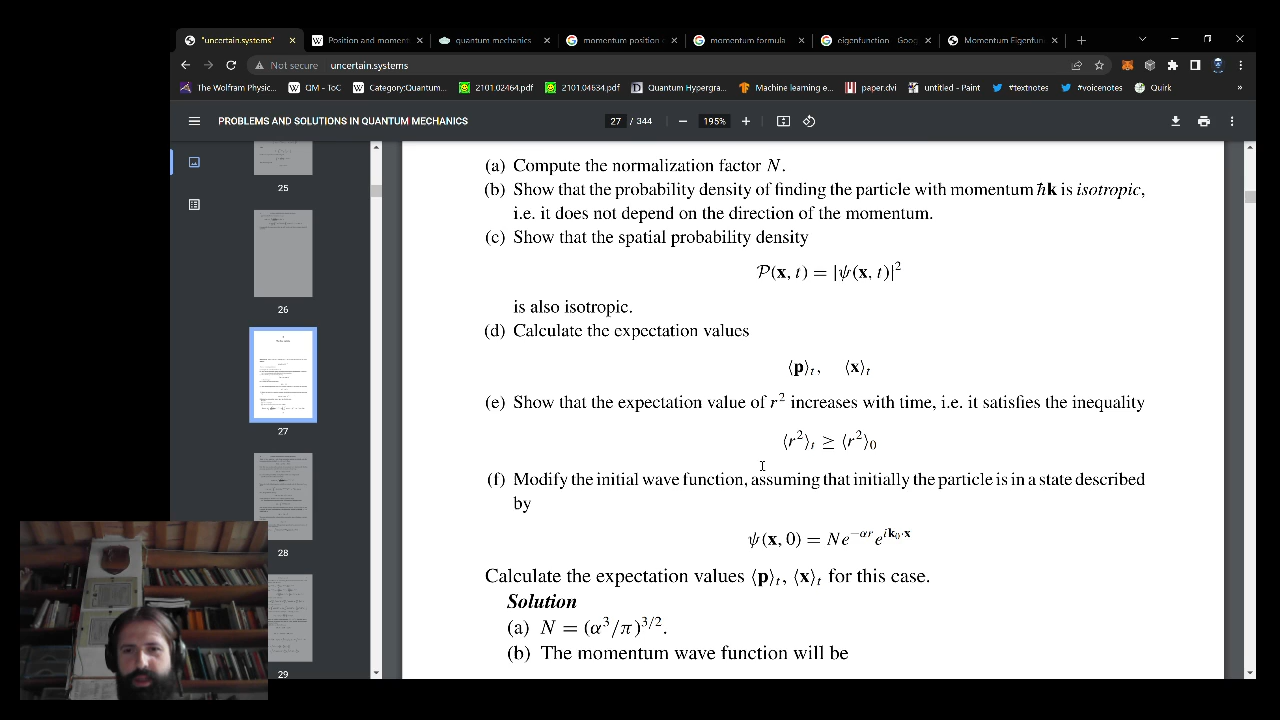 "uncertain.systems"
Position and moment
quantum mechanics
momentum position o
momentum formula
eigenfunction - Goog
Momentum Eigenfun
Not secure
uncertain.systems
The Wolfram Physic...
QM - ToC
Category:Quantum...
2101.02464.pdf
2101.04634.pdf
Quantum Hypergra...
Machine learning e...
paper.dvi
untitled - Paint
#textnotes
#voicenotes
Quirk
»
PROBLEMS AND SOLUTIONS IN QUANTUM MECHANICS
27 / 344
195%
25
26
27
28
29
(a) Compute the normalization factor N.
(b) Show that the probability density of finding the particle with momentum ℏk is isotropic,
i.e. it does not depend on the direction of the momentum.
(c) Show that the spatial probability density
P(x, t) = |ψ(x, t)|²
is also isotropic.
(d) Calculate the expectation values
⟨p⟩ₜ, ⟨x⟩ₜ
(e) Show that the expectation value of r² increases with time, i.e. it satisfies the inequality
⟨r²⟩ₜ ≥ ⟨r²⟩₀
(f) Modify the initial wave function, assuming that initially the particle is in a state described
by
ψ(x, 0) = Ne^{−αr}e^{ik₀·x}
Calculate the expectation values ⟨p⟩ₜ, ⟨x⟩ₜ for this case.
Solution
(a) = (α³/π)^{3/2}.
(b) The momentum wave function will be